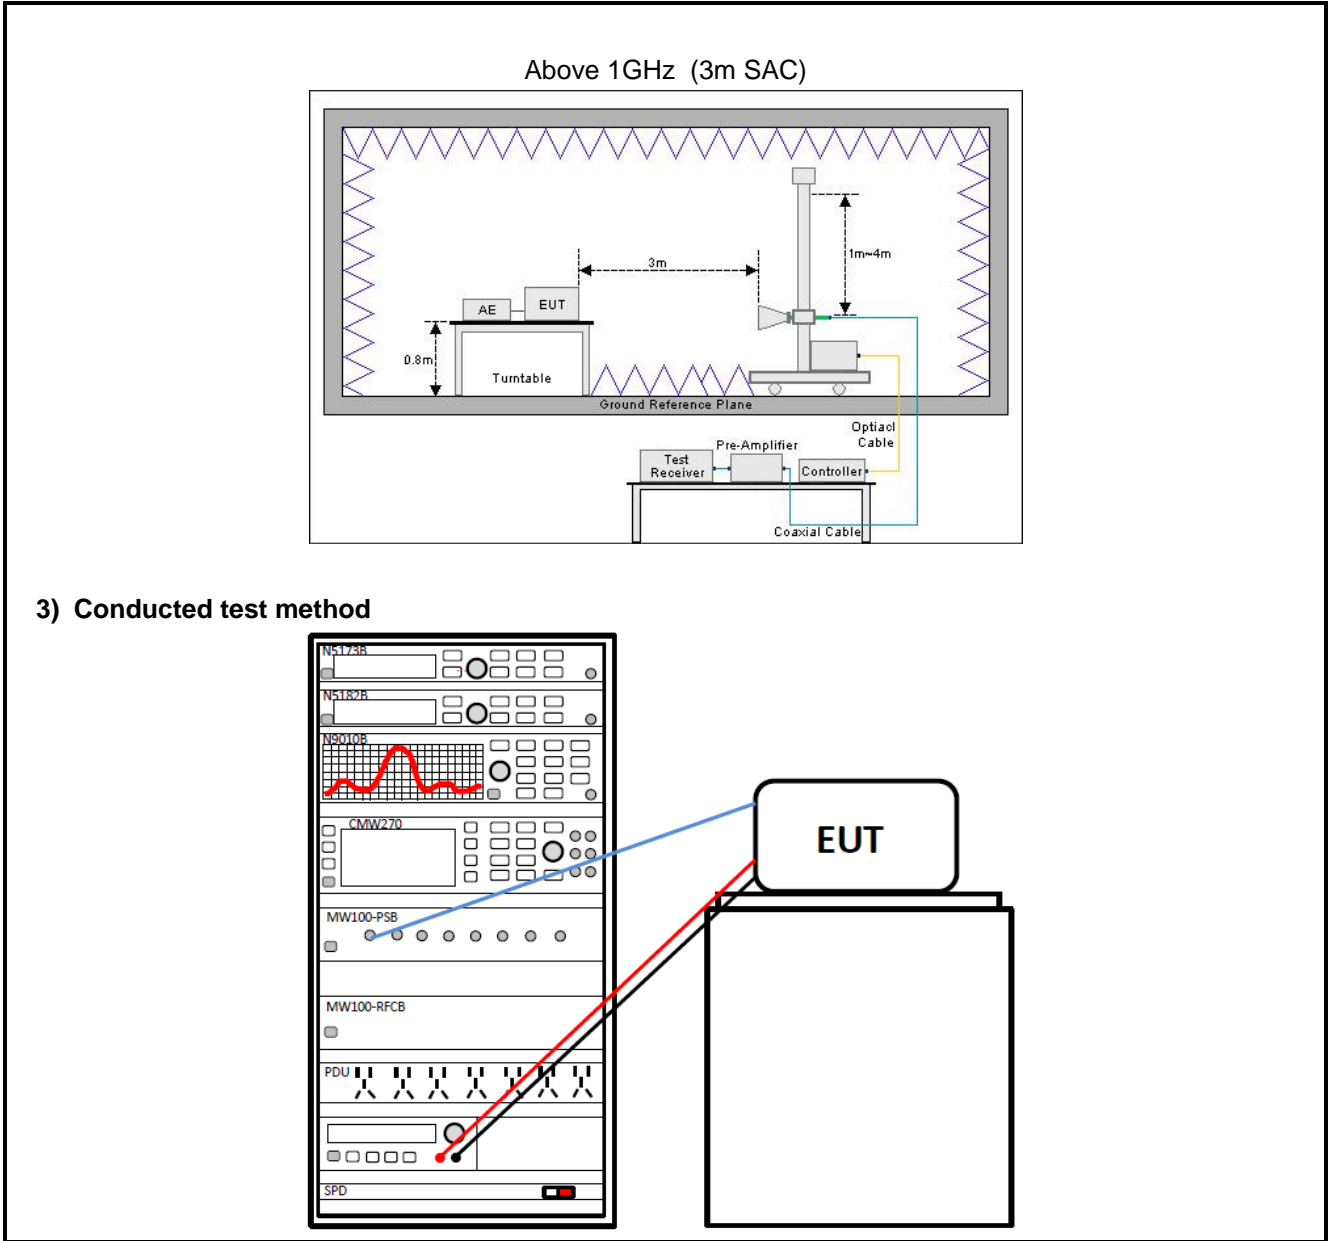 Above 1GHz (3m SAC)
3m
1m~4m
AE
EUT
0.8m
Turntable
Ground Reference Plane
Optiacl
Cable
Pre-Amplifier
Test
Receiver
Controller
Coaxial Cable
3) Conducted test method
N5173B
N5182B
N9010B
CMW270
EUT
MW100-PSB
MW100-RFCB
PDU
SPD